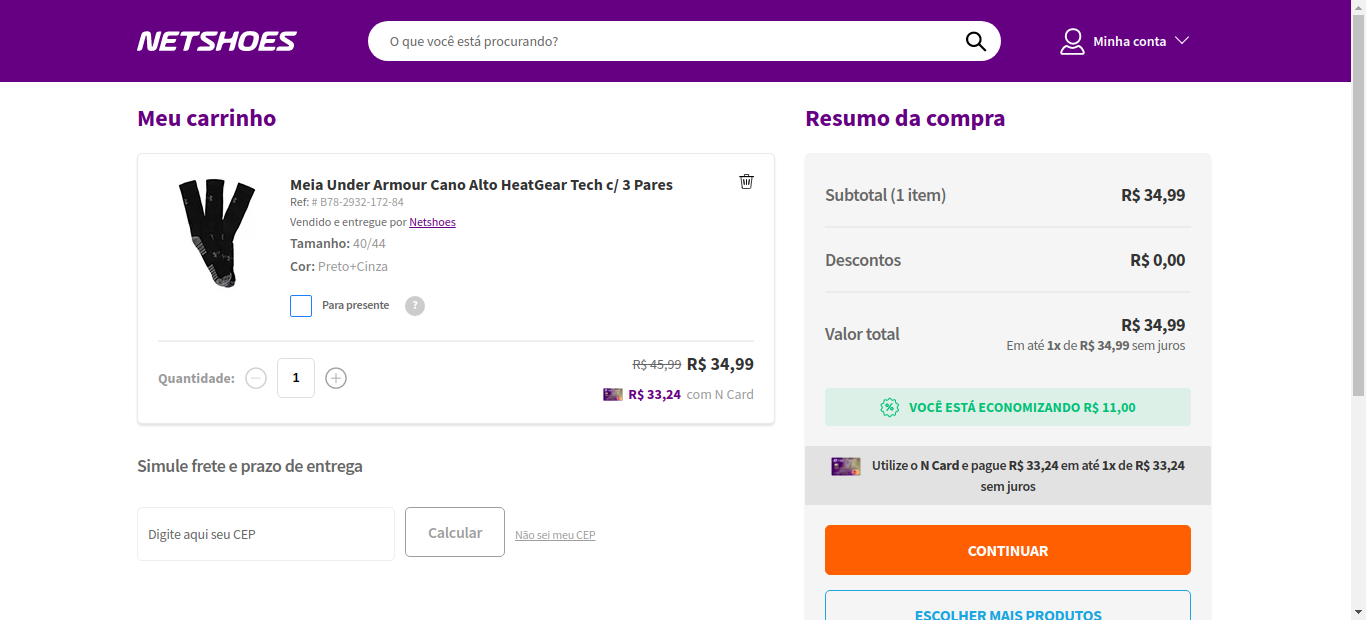 NETSHOES
O que você está procurando?
Minha conta
Meu carrinho
Meia Under Armour Cano Alto HeatGear Tech c/ 3 Pares
Ref: # B78-2932-172-84
Vendido e entregue por Netshoes
Tamanho: 40/44
Cor: Preto+Cinza
Para presente ?
Quantidade: 1
R$ 45,99 R$ 34,99
R$ 33,24 com N Card
Simule frete e prazo de entrega
Digite aqui seu CEP
Calcular
Não sei meu CEP
Resumo da compra
Subtotal (1 item) R$ 34,99
Descontos R$ 0,00
Valor total R$ 34,99
Em até 1x de R$ 34,99 sem juros
VOCÊ ESTÁ ECONOMIZANDO R$ 11,00
Utilize o N Card e pague R$ 33,24 em até 1x de R$ 33,24
sem juros
CONTINUAR
ESCOLHER MAIS PRODUTOS